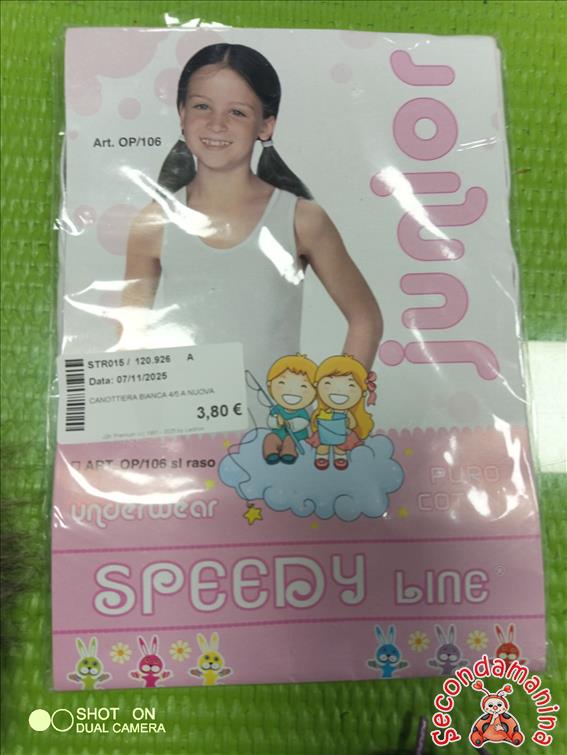 Art. OP/106
junior
STR015 / 120.926 A
Data: 07/11/2025
CANOTTIERA BIANCA 4/5 A NUOVA
3,80 €
ART. OP/106 sl raso
underwear
PURO
SPEEDY LINE®
Secondamanina
SHOT ON
DUAL CAMERA